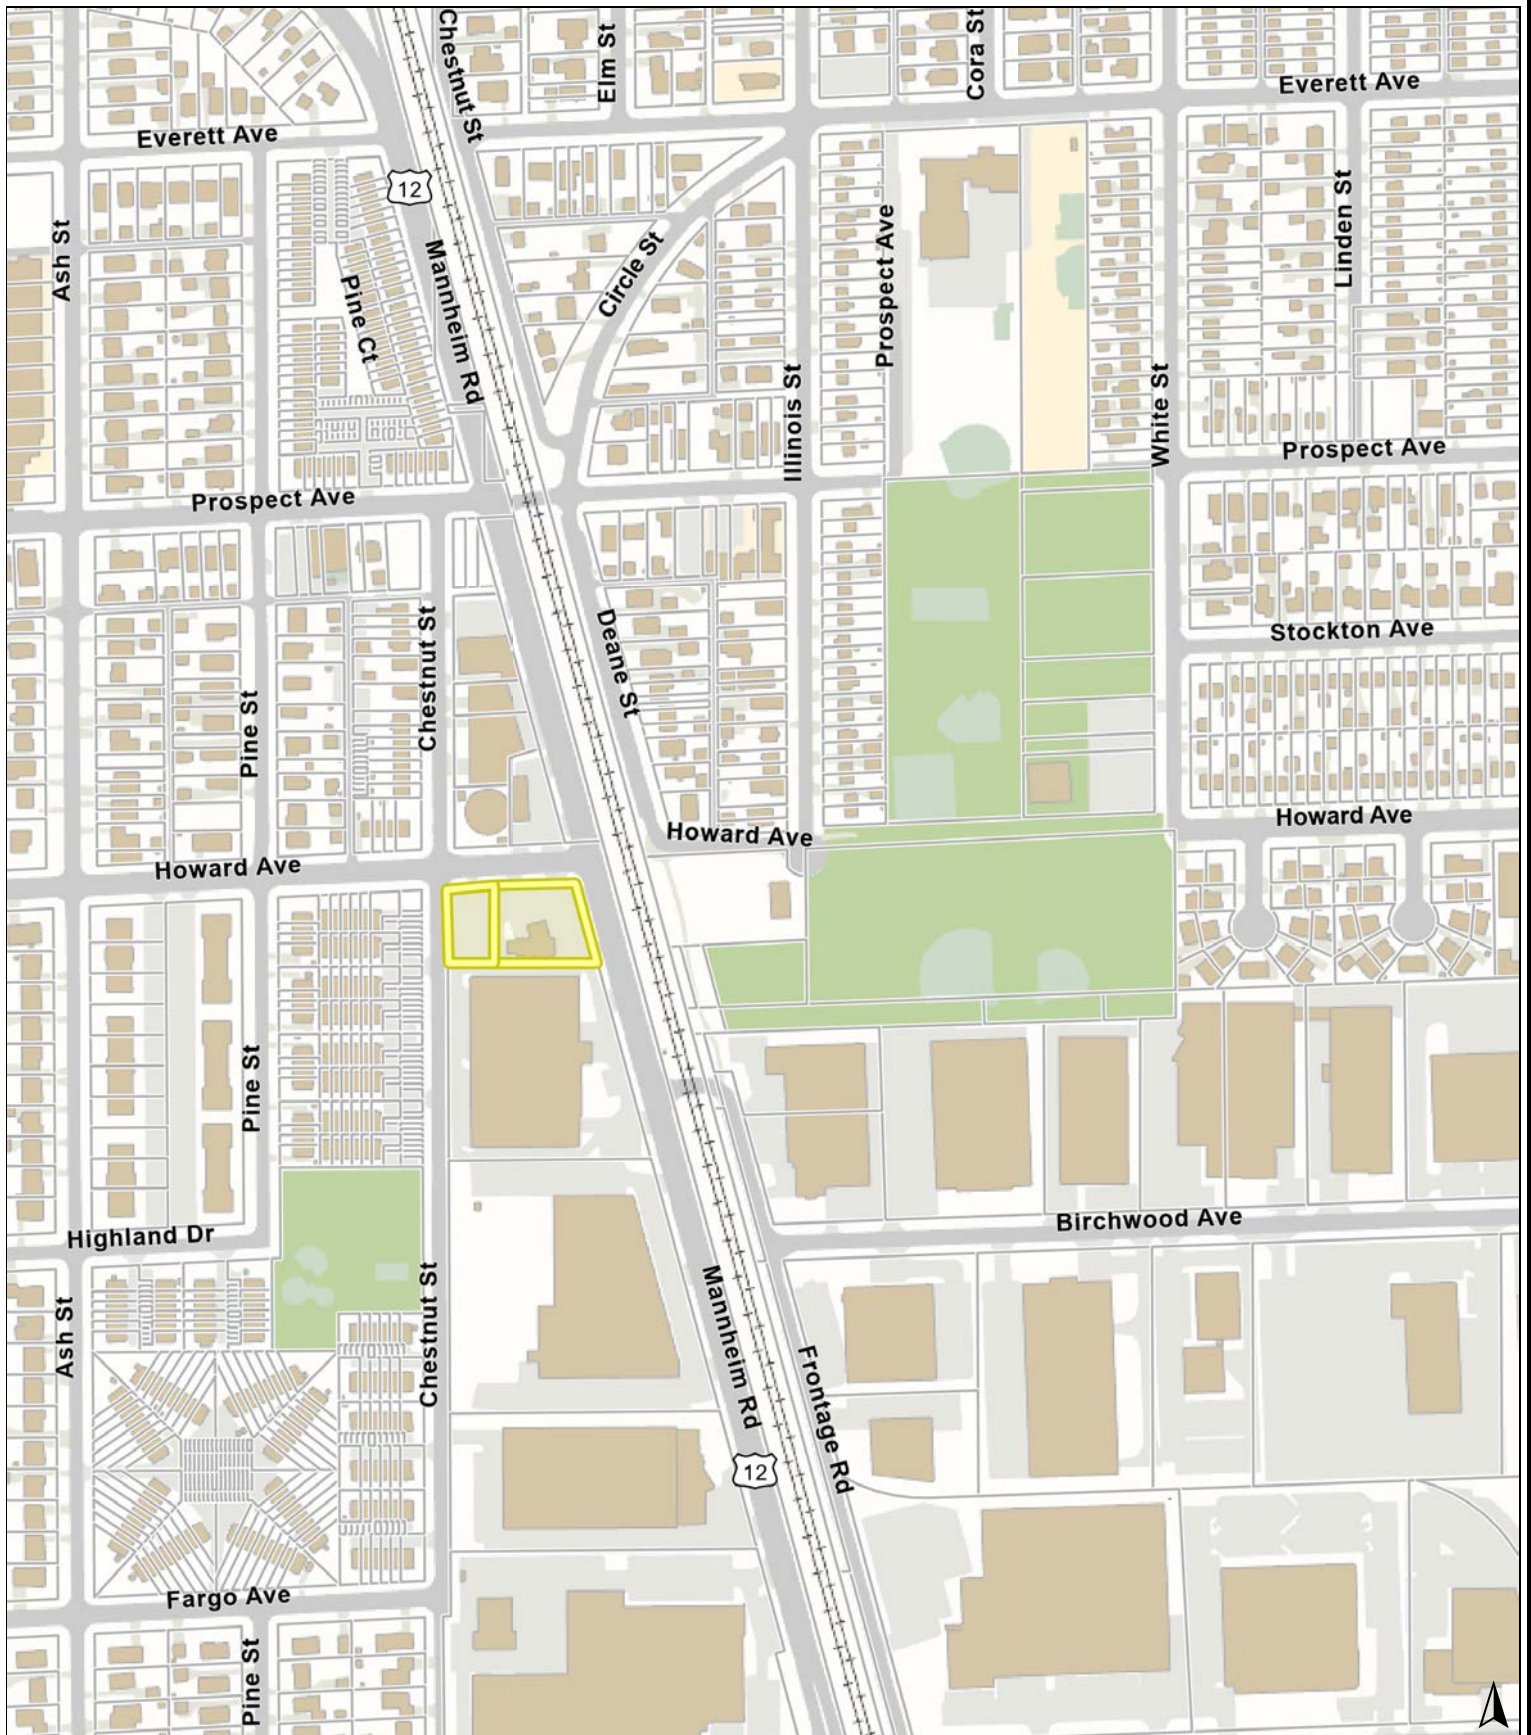 Chestnut St
Elm St
Cora St
Everett Ave
Everett Ave
12
Ash St
Pine Ct
Mannheim Rd
Circle St
Prospect Ave
Linden St
Illinois St
White St
Prospect Ave
Prospect Ave
Chestnut St
Deane St
Stockton Ave
Pine St
Howard Ave
Howard Ave
Howard Ave
Pine St
Highland Dr
Birchwood Ave
Ash St
Chestnut St
Mannheim Rd
Frontage Rd
12
Fargo Ave
Pine St